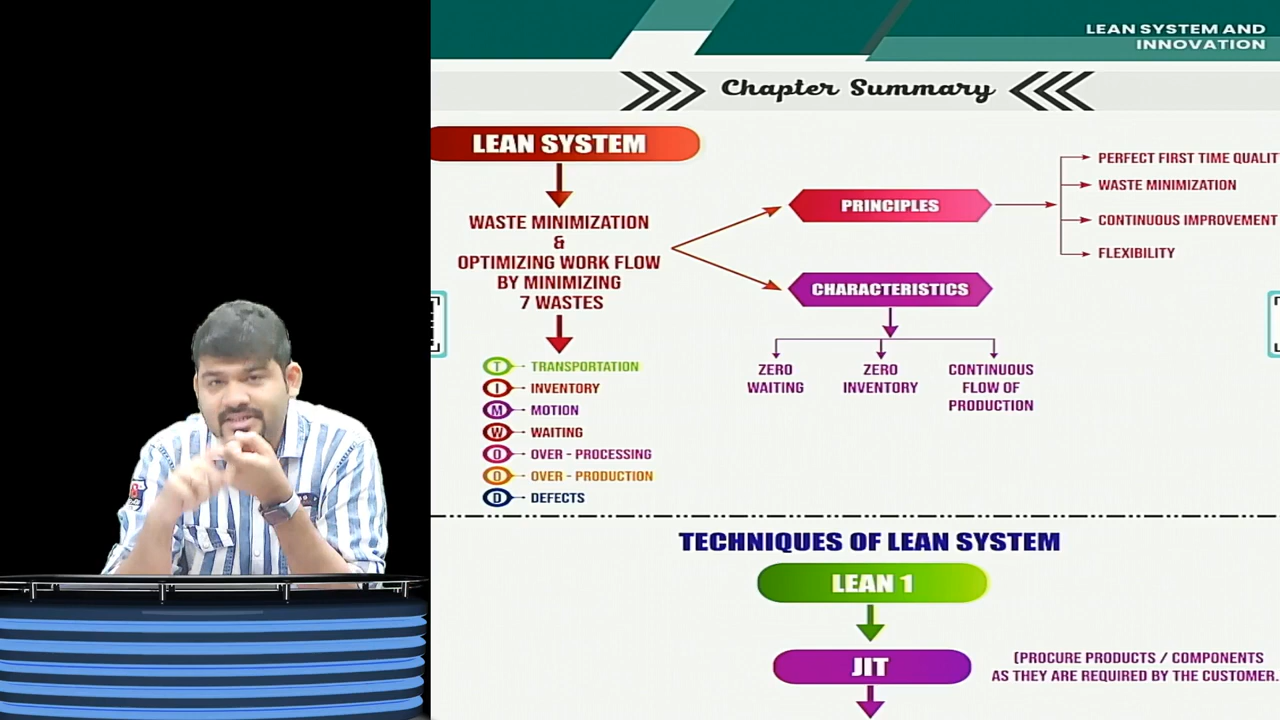 LEAN SYSTEM AND
INNOVATION
Chapter Summary
LEAN SYSTEM
WASTE MINIMIZATION
&
OPTIMIZING WORK FLOW
BY MINIMIZING
7 WASTES
T TRANSPORTATION
I INVENTORY
M MOTION
W WAITING
O OVER - PROCESSING
O OVER - PRODUCTION
D DEFECTS
PRINCIPLES
PERFECT FIRST TIME QUALIT
WASTE MINIMIZATION
CONTINUOUS IMPROVEMENT
FLEXIBILITY
CHARACTERISTICS
ZERO
WAITING
ZERO
INVENTORY
CONTINUOUS
FLOW OF
PRODUCTION
TECHNIQUES OF LEAN SYSTEM
LEAN 1
JIT
(PROCURE PRODUCTS / COMPONENTS
AS THEY ARE REQUIRED BY THE CUSTOMER.